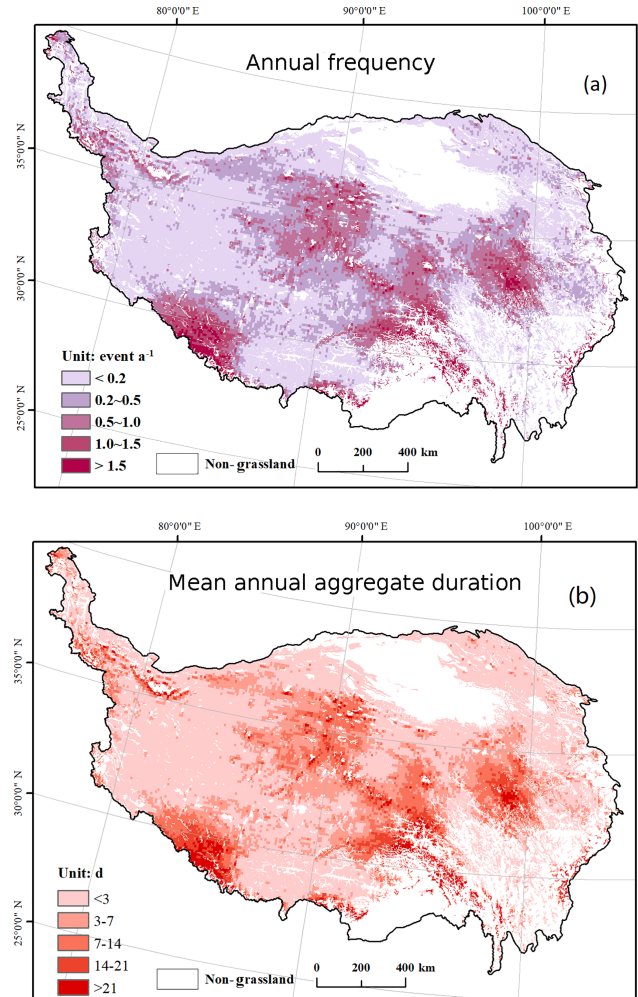 80°0'0" E 90°0'0" E 100°0'0" E
Annual frequency
(a)
35°0'0" N
30°0'0" N
25°0'0" N
Unit: event a⁻¹
< 0.2
0.2~0.5
0.5~1.0
1.0~1.5
> 1.5
Non- grassland
0 200 400 km
80°0'0" E 90°0'0" E 100°0'0" E
Mean annual aggregate duration
(b)
35°0'0" N
30°0'0" N
25°0'0" N
Unit: d
<3
3-7
7-14
14-21
>21
Non- grassland
0 200 400 km